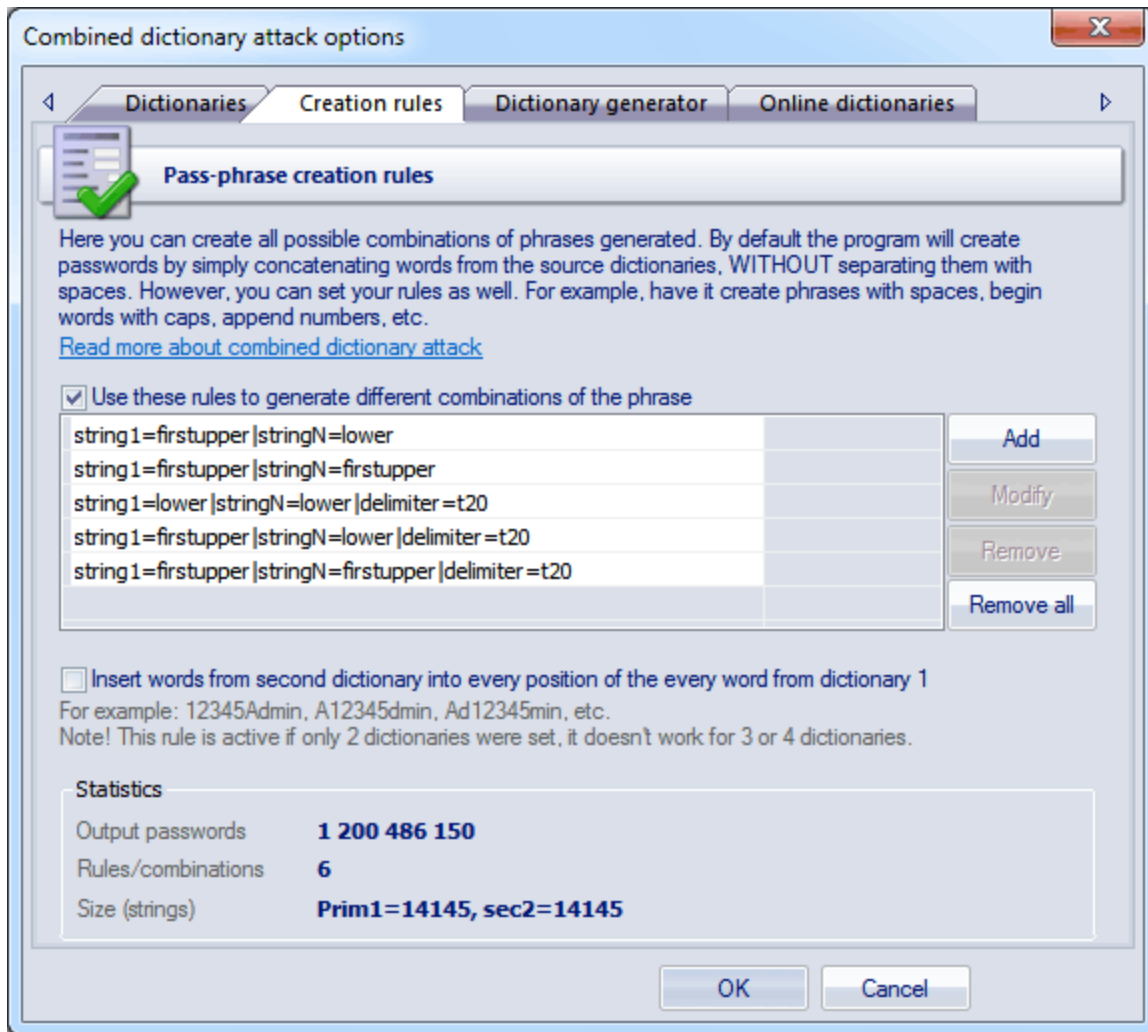 Combined dictionary attack options
Dictionaries
Creation rules
Dictionary generator
Online dictionaries
Pass-phrase creation rules
Here you can create all possible combinations of phrases generated. By default the program will create
passwords by simply concatenating words from the source dictionaries, WITHOUT separating them with
spaces. However, you can set your rules as well. For example, have it create phrases with spaces, begin
words with caps, append numbers, etc.
Read more about combined dictionary attack
Use these rules to generate different combinations of the phrase
string1=firstupper|stringN=lower
string1=firstupper|stringN=firstupper
string1=lower|stringN=lower|delimiter=t20
string1=firstupper|stringN=lower|delimiter=t20
string1=firstupper|stringN=firstupper|delimiter=t20
Add
Modify
Remove
Remove all
Insert words from second dictionary into every position of the every word from dictionary 1
For example: 12345Admin, A12345dmin, Ad12345min, etc.
Note! This rule is active if only 2 dictionaries were set, it doesn't work for 3 or 4 dictionaries.
Statistics
Output passwords 1 200 486 150
Rules/combinations 6
Size (strings) Prim1=14145, sec2=14145
OK
Cancel